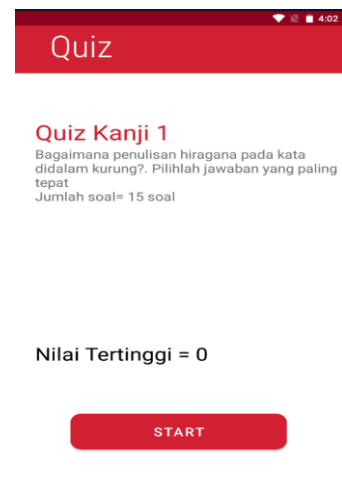 4:02
Quiz
Quiz Kanji 1
Bagaimana penulisan hiragana pada kata
didalam kurung?. Pilihlah jawaban yang paling
tepat
Jumlah soal= 15 soal
Nilai Tertinggi = 0
START